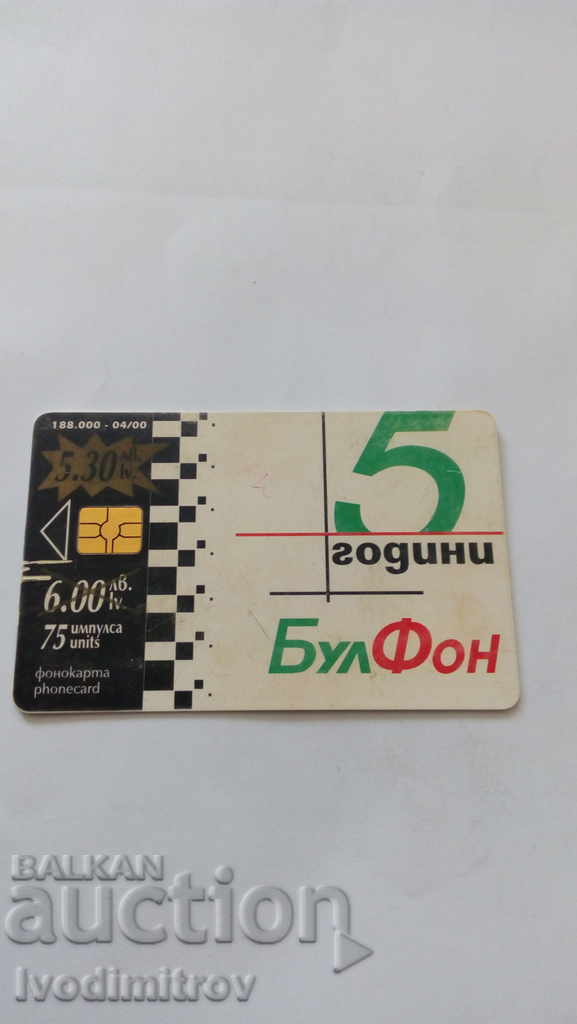 188.000 - 04/00
5.30 лв.
lv.
6.00 лв.
lv.
75 импулса
units
фонокарта
phonecard
5
години
БулФон
BALKAN
auction
Ivodimitrov